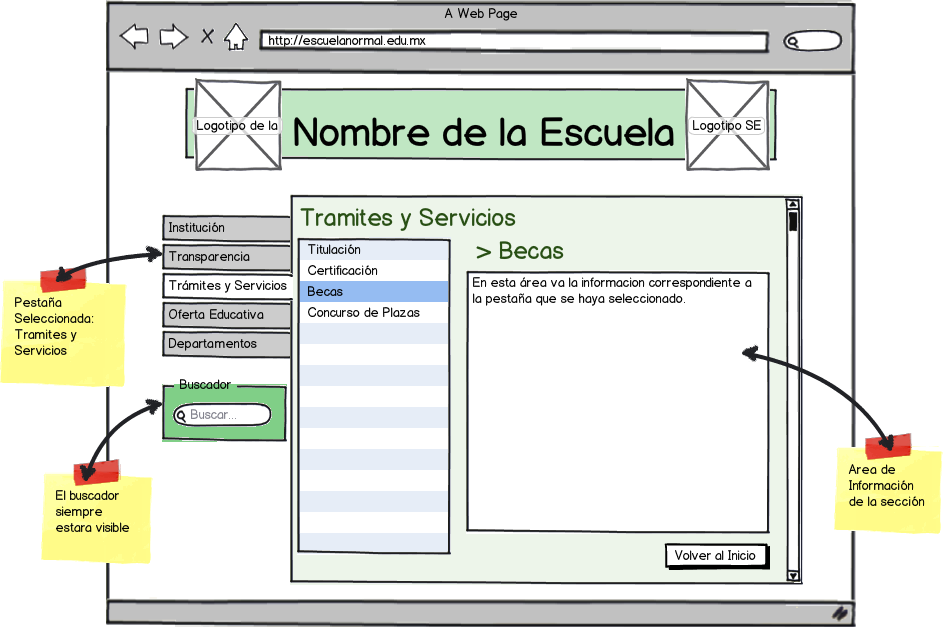 A Web Page
http://escuelanormal.edu.mx
Logotipo de la
Nombre de la Escuela
Logotipo SE
Institución
Transparencia
Trámites y Servicios
Oferta Educativa
Departamentos
Buscador
Buscar...
Tramites y Servicios
Titulación
Certificación
Becas
Concurso de Plazas
> Becas
En esta área va la informacion correspondiente a
la pestaña que se haya seleccionado.
Volver al Inicio
Pestaña
Seleccionada:
Tramites y
Servicios
El buscador
siempre
estara visible
Area de
Información
de la sección